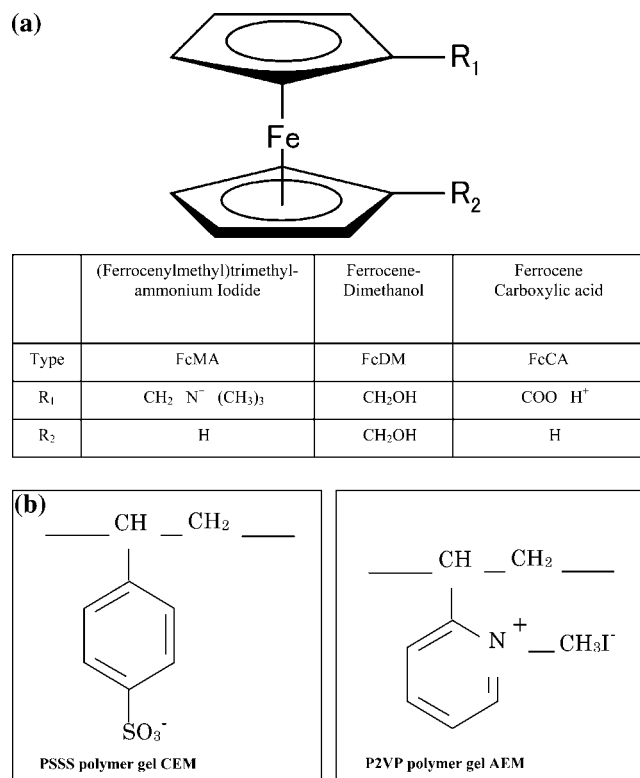 (a)
R1
Fe
R2
(Ferrocenylmethyl)trimethyl-
ammonium Iodide
Ferrocene-
Dimethanol
Ferrocene
Carboxylic acid
Type FcMA FcDM FcCA
R1 CH2 N⁻ (CH3)3 CH2OH COO H⁺
R2 H CH2OH H
(b)
CH CH2
SO3⁻
PSSS polymer gel CEM
CH CH2
N + CH3I⁻
P2VP polymer gel AEM